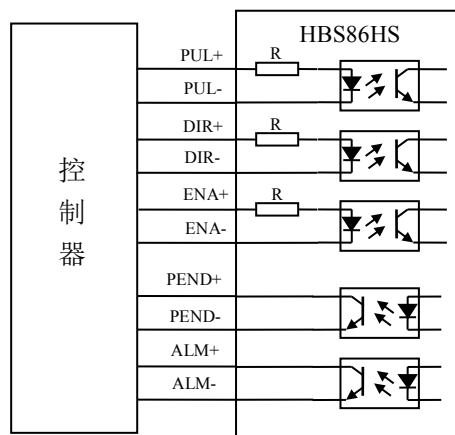 HBS86HS
控制器
PUL+
R
PUL-
DIR+
R
DIR-
ENA+
R
ENA-
PEND+
PEND-
ALM+
ALM-